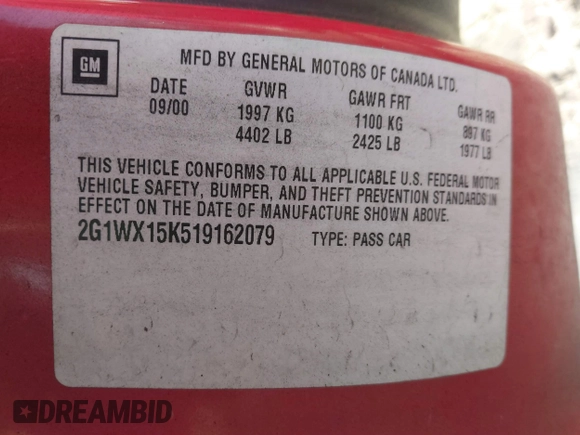 GM
MFD BY GENERAL MOTORS OF CANADA LTD.
DATE GVWR GAWR FRT GAWR RR
09/00 1997 KG 1100 KG 897 KG
4402 LB 2425 LB 1977 LB
THIS VEHICLE CONFORMS TO ALL APPLICABLE U.S. FEDERAL MOTOR
VEHICLE SAFETY, BUMPER, AND THEFT PREVENTION STANDARDS IN
EFFECT ON THE DATE OF MANUFACTURE SHOWN ABOVE.
2G1WX15K519162079 TYPE: PASS CAR
DREAMBID